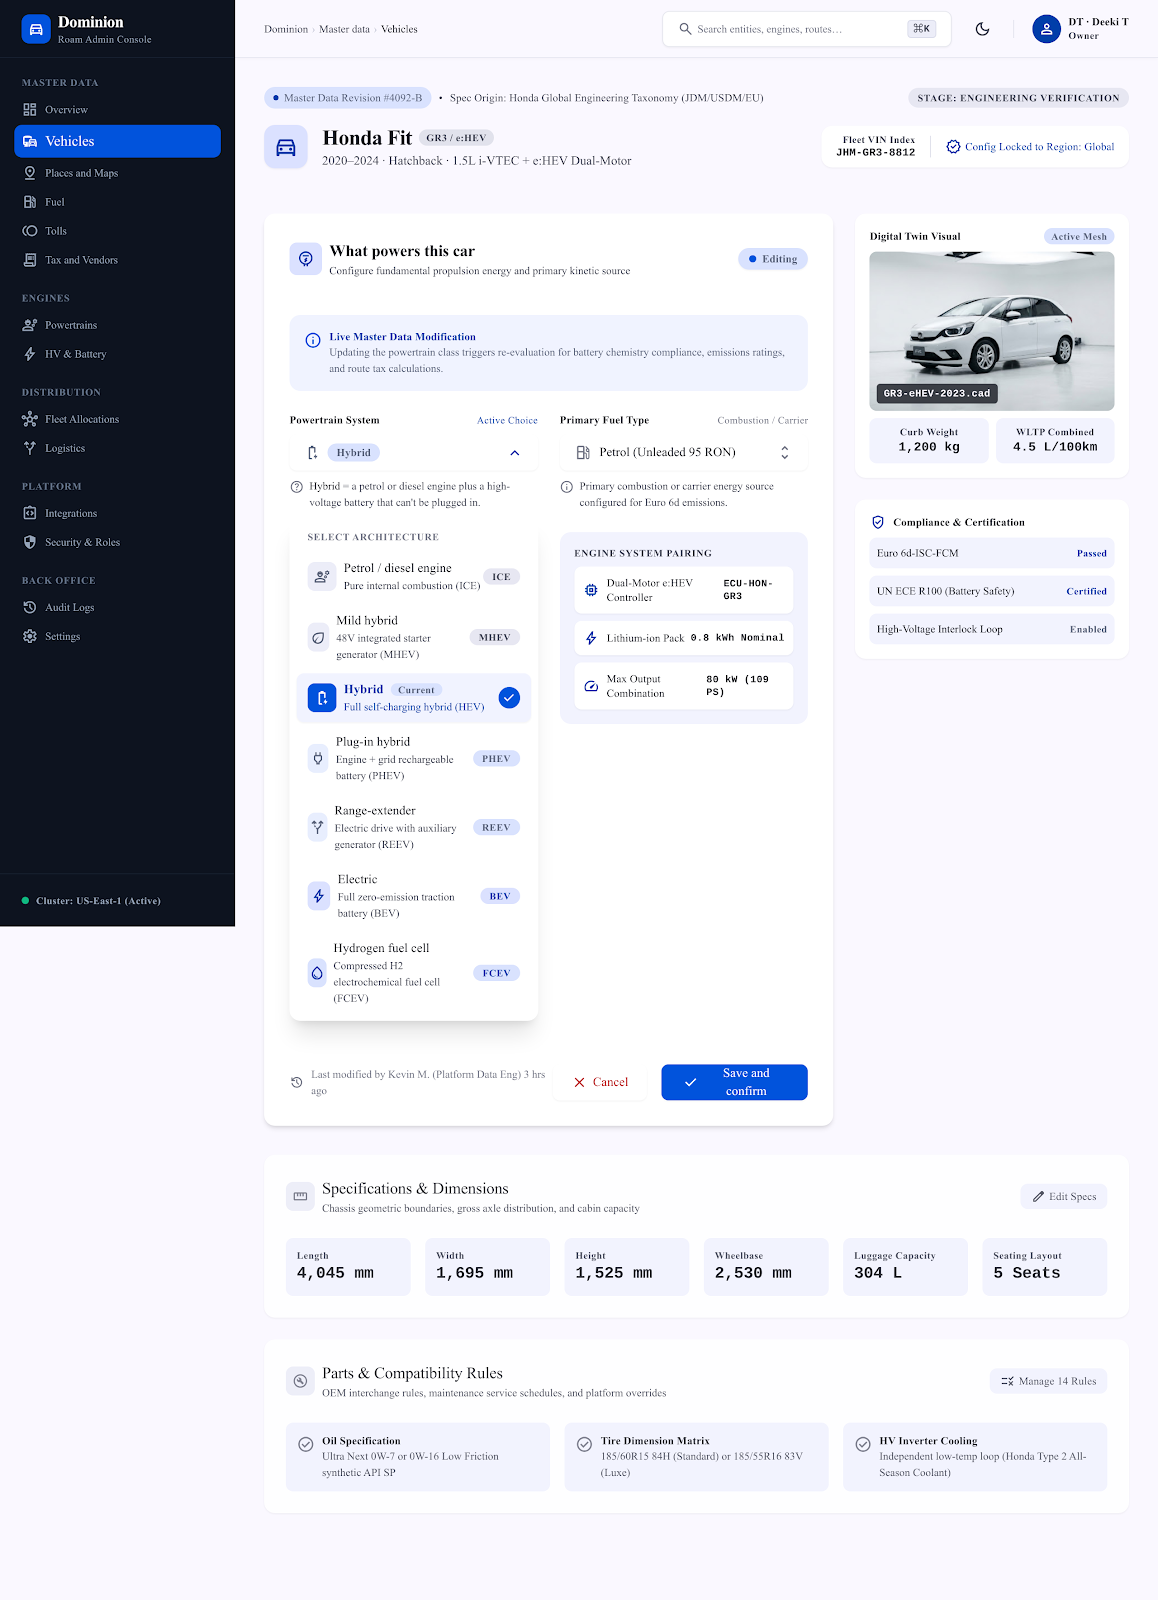 Dominion
Roam Admin Console
MASTER DATA
Overview
Vehicles
Places and Maps
Fuel
Tolls
Tax and Vendors
ENGINES
Powertrains
HV & Battery
DISTRIBUTION
Fleet Allocations
Logistics
PLATFORM
Integrations
Security & Roles
BACK OFFICE
Audit Logs
Settings
Cluster: US-East-1 (Active)
Dominion › Master data › Vehicles
Search entities, engines, routes…
⌘K
DT · Deeki T
Owner
Master Data Revision #4092-B • Spec Origin: Honda Global Engineering Taxonomy (JDM/USDM/EU)
STAGE: ENGINEERING VERIFICATION
Honda Fit GR3 / e:HEV
2020–2024 · Hatchback · 1.5L i-VTEC + e:HEV Dual-Motor
Fleet VIN Index
JHM-GR3-8812
Config Locked to Region: Global
What powers this car
Configure fundamental propulsion energy and primary kinetic source
Editing
Live Master Data Modification
Updating the powertrain class triggers re-evaluation for battery chemistry compliance, emissions ratings,
and route tax calculations.
Powertrain System Active Choice
Hybrid
Hybrid = a petrol or diesel engine plus a high-
voltage battery that can't be plugged in.
SELECT ARCHITECTURE
Petrol / diesel engine
Pure internal combustion (ICE)
ICE
Mild hybrid
48V integrated starter
generator (MHEV)
MHEV
Hybrid Current
Full self-charging hybrid (HEV)
Plug-in hybrid
Engine + grid rechargeable
battery (PHEV)
PHEV
Range-extender
Electric drive with auxiliary
generator (REEV)
REEV
Electric
Full zero-emission traction
battery (BEV)
BEV
Hydrogen fuel cell
Compressed H2
electrochemical fuel cell
(FCEV)
FCEV
Primary Fuel Type Combustion / Carrier
Petrol (Unleaded 95 RON)
Primary combustion or carrier energy source
configured for Euro 6d emissions.
ENGINE SYSTEM PAIRING
Dual-Motor e:HEV
Controller
ECU-HON-
GR3
Lithium-ion Pack 0.8 kWh Nominal
Max Output
Combination
80 kW (109
PS)
Last modified by Kevin M. (Platform Data Eng) 3 hrs
ago
Cancel
Save and
confirm
Digital Twin Visual Active Mesh
GR3-eHEV-2023.cad
Curb Weight
1,200 kg
WLTP Combined
4.5 L/100km
Compliance & Certification
Euro 6d-ISC-FCM Passed
UN ECE R100 (Battery Safety) Certified
High-Voltage Interlock Loop Enabled
Specifications & Dimensions
Chassis geometric boundaries, gross axle distribution, and cabin capacity
Edit Specs
Length
4,045 mm
Width
1,695 mm
Height
1,525 mm
Wheelbase
2,530 mm
Luggage Capacity
304 L
Seating Layout
5 Seats
Parts & Compatibility Rules
OEM interchange rules, maintenance service schedules, and platform overrides
Manage 14 Rules
Oil Specification
Ultra Next 0W-7 or 0W-16 Low Friction
synthetic API SP
Tire Dimension Matrix
185/60R15 84H (Standard) or 185/55R16 83V
(Luxe)
HV Inverter Cooling
Independent low-temp loop (Honda Type 2 All-
Season Coolant)